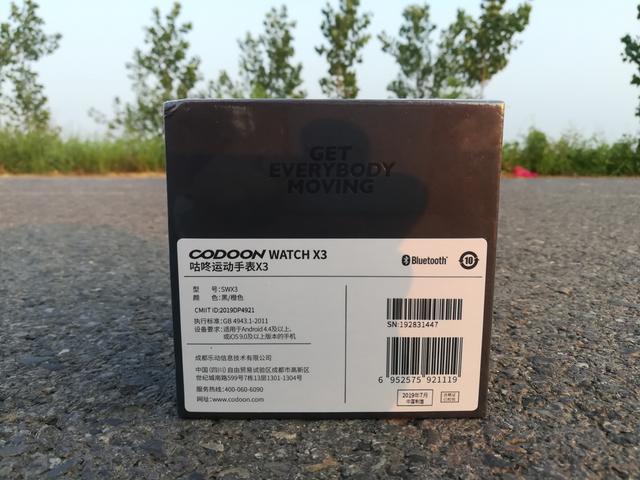 GET
EVERYBODY
MOVING
CODOON WATCH X3
咕咚运动手表X3
Bluetooth®
10
型 号:SWX3
颜 色:黑/橙色
CMIIT ID:2019DP4921
执行标准:GB 4943.1-2011
设备要求:适用于Android 4.4及以上、
或iOS 9.0及以上版本的手机
成都乐动信息技术有限公司
中国(四川)自由贸易试验区成都市高新区
世纪城南路599号7栋13层1301-1304号
服务热线:400-060-6090
网址:www.codoon.com
SN:192831447
6 952575 921119
2019年7月
中国制造